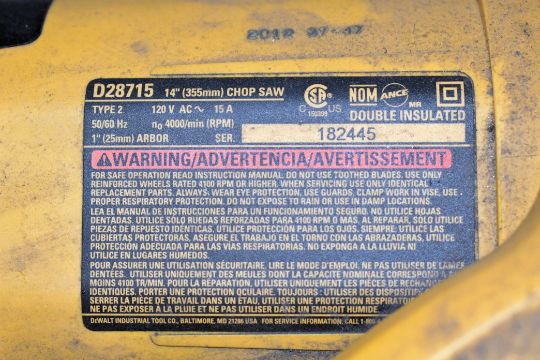 2012 37-47
D28715 14" (355mm) CHOP SAW
TYPE 2 120 V AC ~ 15 A
50/60 Hz n0 4000/min (RPM)
1" (25mm) ARBOR SER. 182445
SA C US 150309
NOM ANCE MR
DOUBLE INSULATED
WARNING/ADVERTENCIA/AVERTISSEMENT
FOR SAFE OPERATION READ INSTRUCTION MANUAL. DO NOT USE TOOTHED BLADES. USE ONLY
REINFORCED WHEELS RATED 4100 RPM OR HIGHER. WHEN SERVICING USE ONLY IDENTICAL
REPLACEMENT PARTS. ALWAYS WEAR EYE PROTECTION. USE GUARDS. CLAMP WORK IN VISE. USE
PROPER RESPIRATORY PROTECTION. DO NOT EXPOSE TO RAIN OR USE IN DAMP LOCATIONS.
LEA EL MANUAL DE INSTRUCCIONES PARA UN FUNCIONAMIENTO SEGURO. NO UTILICE HOJAS
DENTADAS. UTILICE SÓLO RUEDAS REFORZADAS PARA 4100 RPM O MÁS. AL REPARAR, SÓLO UTILICE
PIEZAS DE REPUESTO IDÉNTICAS. UTILICE PROTECCIÓN PARA LOS OJOS. SIEMPRE: UTILICE LAS
CUBIERTAS PROTECTORAS, ASEGURE EL TRABAJO EN EL TORNO CON LAS ABRAZADERAS, UTILICE
PROTECCIÓN ADECUADA PARA LAS VIAS RESPIRATORIAS. NO EXPONGA A LA LLUVIA NI
UTILICE EN LUGARES HUMEDOS.
POUR ASSURER UNE UTILISATION SÉCURITAIRE, LIRE LE MODE D'EMPLOI. NE PAS UTILISER DE LAMES
DENTÉES. UTILISER UNIQUEMENT DES MEULES DONT LA CAPACITÉ NOMINALE CORRESPOND À
MOINS 4100 TR/MIN. POUR LA RÉPARATION, UTILISER UNIQUEMENT LES PIÈCES DE RECHANGE
IDENTIQUES. PORTER UNE PROTECTION OCULAIRE. TOUJOURS : UTILISER DES DISPOSITIFS
SERRER LA PIÈCE DE TRAVAIL DANS UN ÉTAU, UTILISER UNE PROTECTION RESPIRATOIRE
NE PAS EXPOSER À LA PLUIE ET NE PAS UTILISER DANS LES ENDROITS HUMIDES.
DEWALT INDUSTRIAL TOOL CO., BALTIMORE, MD 21286 USA FOR SERVICE INFORMATION, CALL 1-800